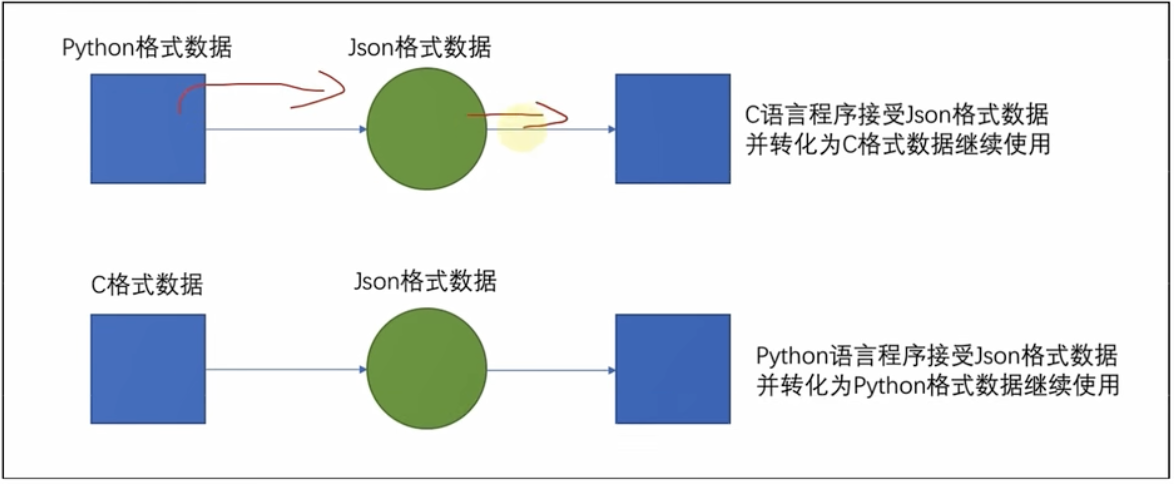 Python格式数据
Json格式数据
C语言程序接受Json格式数据
并转化为C格式数据继续使用
C格式数据
Json格式数据
Python语言程序接受Json格式数据
并转化为Python格式数据继续使用